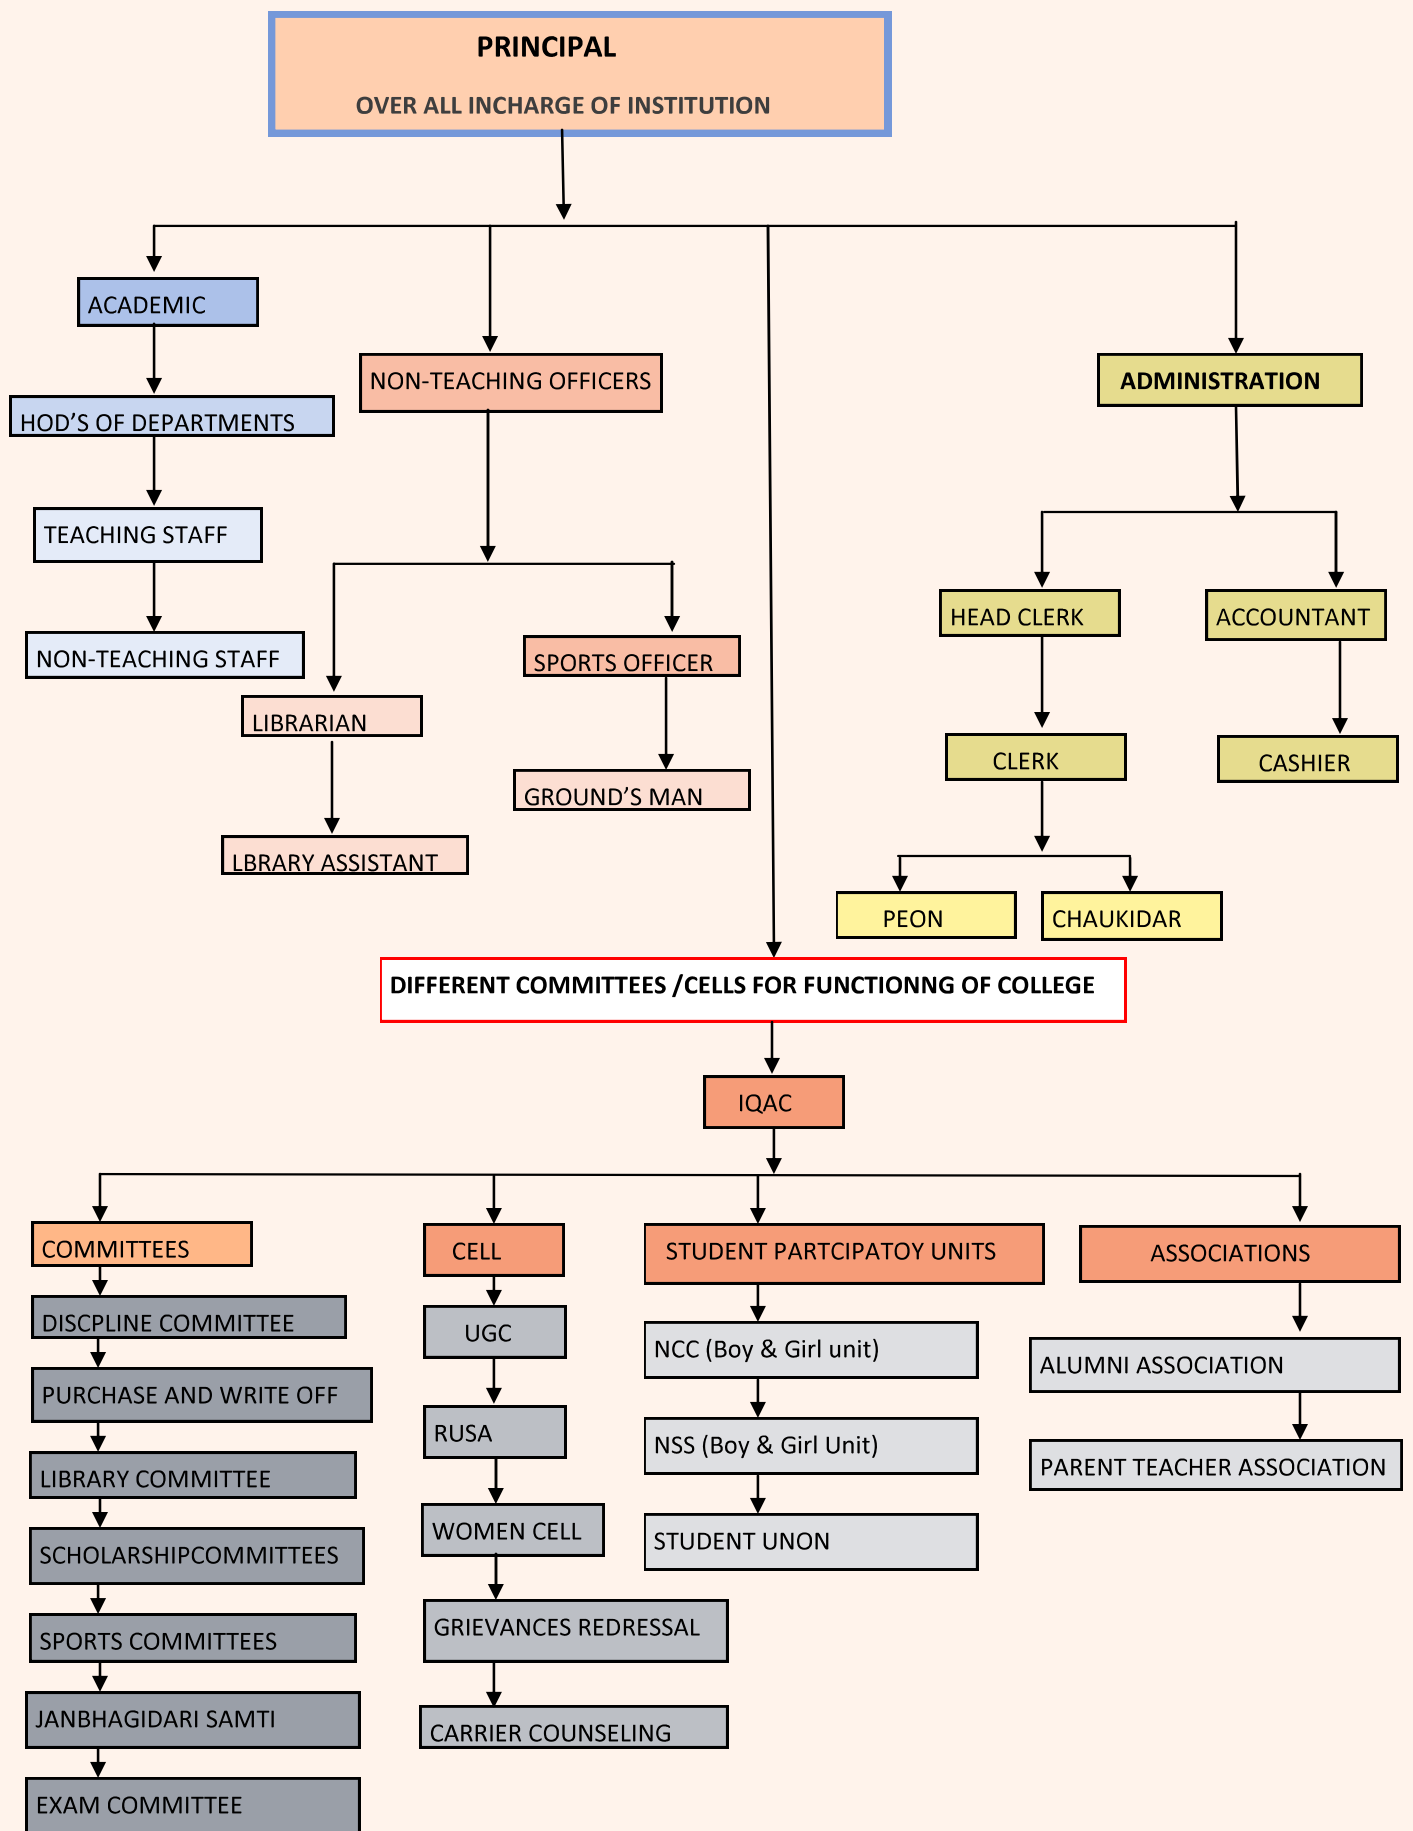 PRINCIPAL
OVER ALL INCHARGE OF INSTITUTION
ACADEMIC
NON-TEACHING OFFICERS
ADMINISTRATION
HOD'S OF DEPARTMENTS
TEACHING STAFF
NON-TEACHING STAFF
SPORTS OFFICER
LIBRARIAN
GROUND'S MAN
LBRARY ASSISTANT
HEAD CLERK
ACCOUNTANT
CLERK
CASHIER
PEON
CHAUKIDAR
DIFFERENT COMMITTEES /CELLS FOR FUNCTIONNG OF COLLEGE
IQAC
COMMITTEES
DISCPLINE COMMITTEE
PURCHASE AND WRITE OFF
LIBRARY COMMITTEE
SCHOLARSHIPCOMMITTEES
SPORTS COMMITTEES
JANBHAGIDARI SAMTI
EXAM COMMITTEE
CELL
UGC
RUSA
WOMEN CELL
GRIEVANCES REDRESSAL
CARRIER COUNSELING
STUDENT PARTCIPATOY UNITS
NCC (Boy & Girl unit)
NSS (Boy & Girl Unit)
STUDENT UNON
ASSOCIATIONS
ALUMNI ASSOCIATION
PARENT TEACHER ASSOCIATION